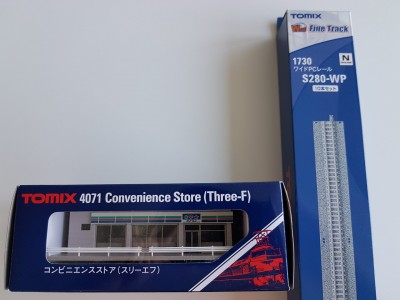 TOMIX
Fine Track
N
1730
ワイドPCレール
S280-WP
TOMIX 4071 Convenience Store (Three-F)
コンビニエンスストア(スリーエフ)